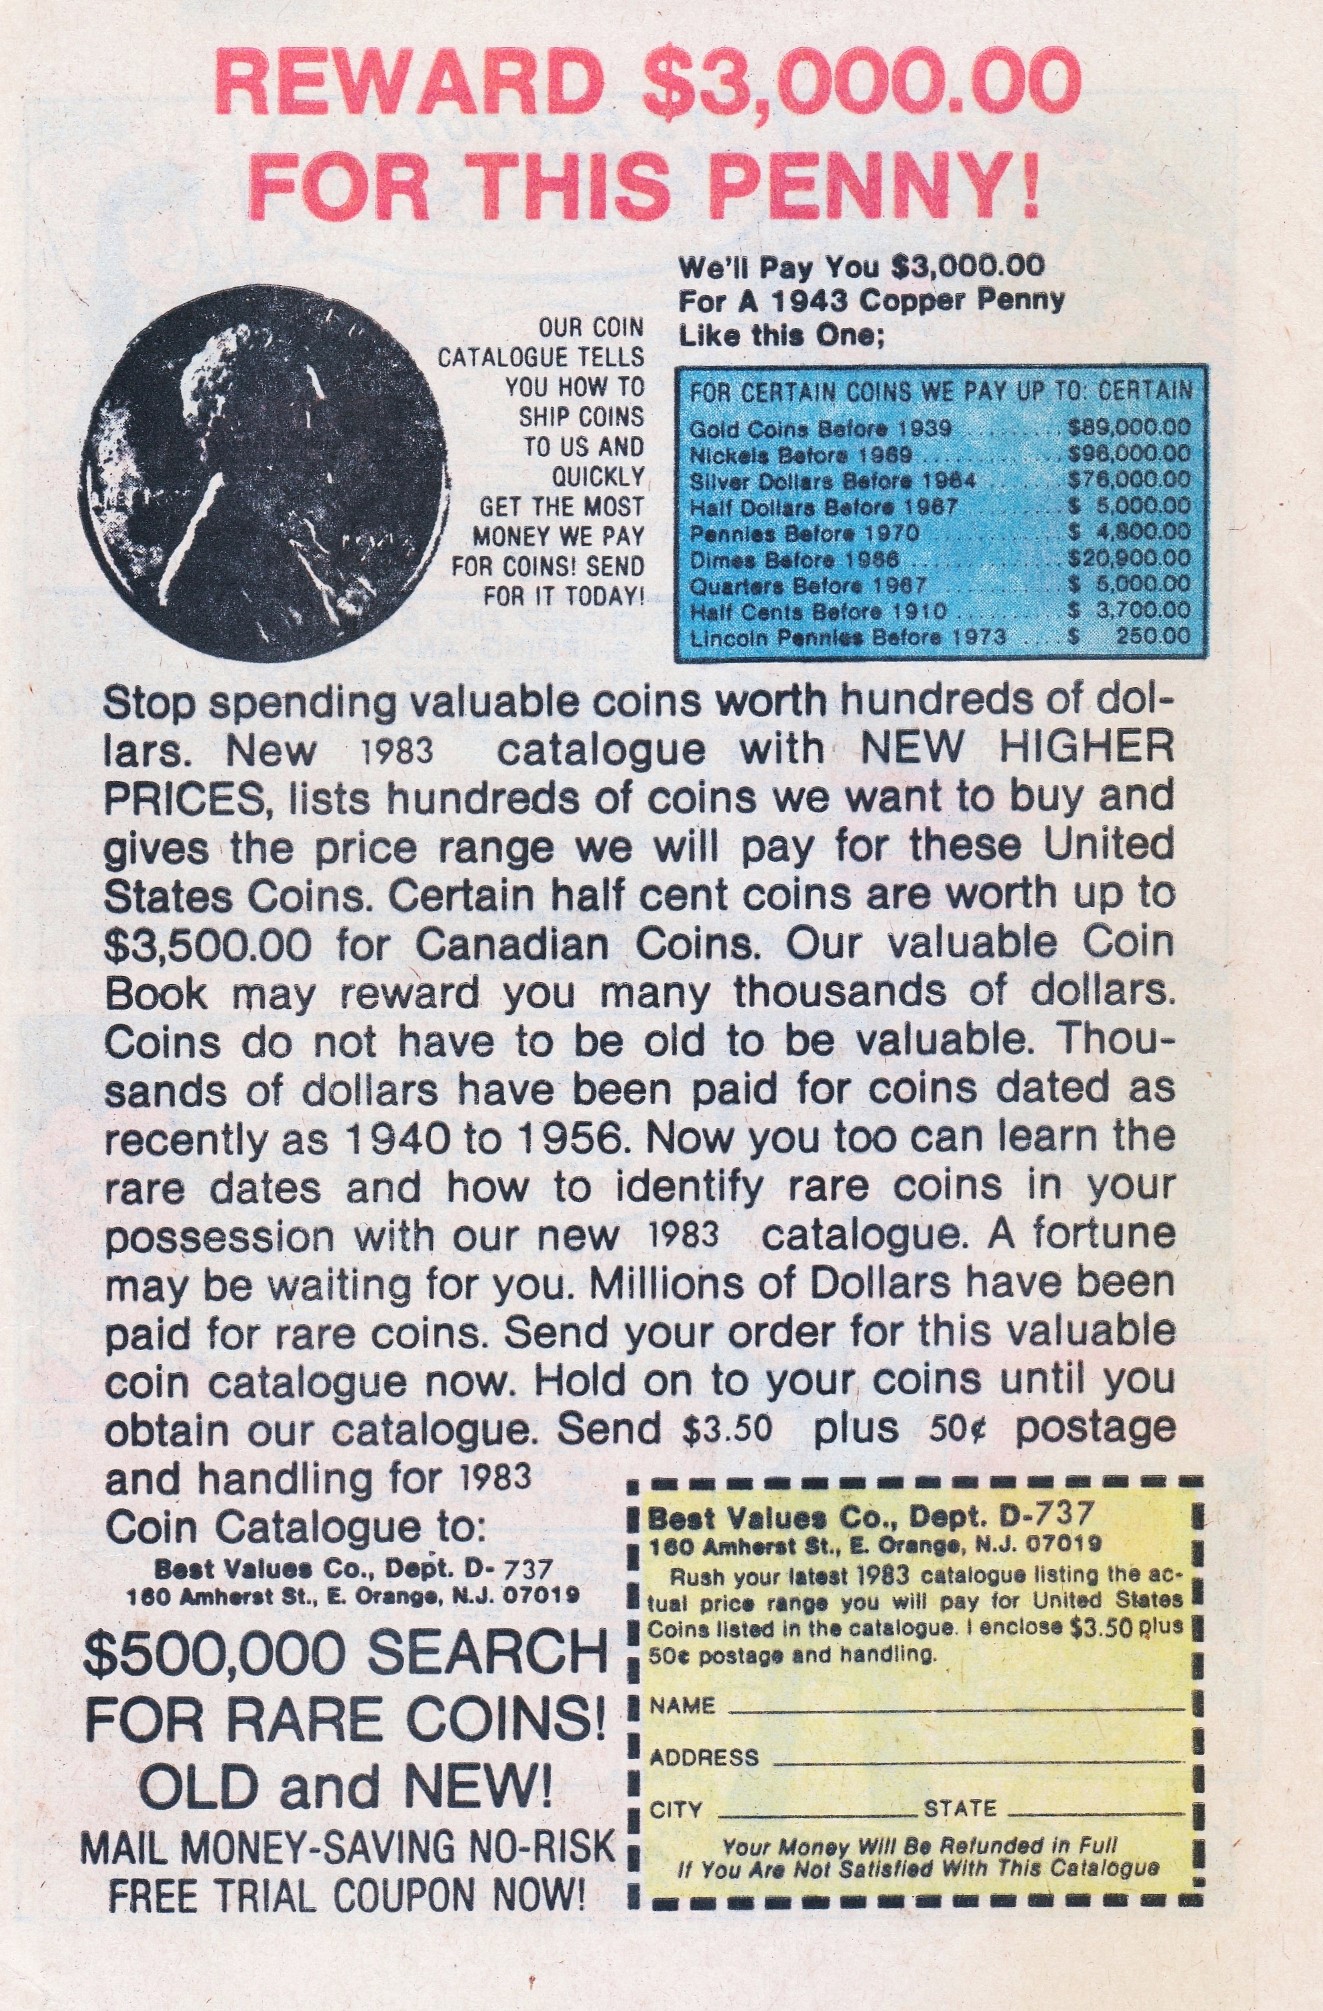 REWARD $3,000.00
FOR THIS PENNY!
We'll Pay You $3,000.00
For A 1943 Copper Penny
Like this One;
OUR COIN
CATALOGUE TELLS
YOU HOW TO
SHIP COINS
TO US AND
QUICKLY
GET THE MOST
MONEY WE PAY
FOR COINS! SEND
FOR IT TODAY!
FOR CERTAIN COINS WE PAY UP TO: CERTAIN
Gold Coins Before 1939 ........ $89,000.00
Nickels Before 1969 ............ $98,000.00
Silver Dollars Before 1964 ....... $76,000.00
Half Dollars Before 1967 ......... $ 5,000.00
Pennies Before 1970 ............ $ 4,800.00
Dimes Before 1966 .............. $20,900.00
Quarters Before 1967 ........... $ 5,000.00
Half Cents Before 1910 .......... $ 3,700.00
Lincoln Pennies Before 1973 .... $ 250.00
Stop spending valuable coins worth hundreds of dol-
lars. New 1983 catalogue with NEW HIGHER
PRICES, lists hundreds of coins we want to buy and
gives the price range we will pay for these United
States Coins. Certain half cent coins are worth up to
$3,500.00 for Canadian Coins. Our valuable Coin
Book may reward you many thousands of dollars.
Coins do not have to be old to be valuable. Thou-
sands of dollars have been paid for coins dated as
recently as 1940 to 1956. Now you too can learn the
rare dates and how to identify rare coins in your
possession with our new 1983 catalogue. A fortune
may be waiting for you. Millions of Dollars have been
paid for rare coins. Send your order for this valuable
coin catalogue now. Hold on to your coins until you
obtain our catalogue. Send $3.50 plus 50¢ postage
and handling for 1983
Coin Catalogue to:
Best Values Co., Dept. D- 737
160 Amherst St., E. Orange, N.J. 07019
$500,000 SEARCH
FOR RARE COINS!
OLD and NEW!
MAIL MONEY-SAVING NO-RISK
FREE TRIAL COUPON NOW!
Best Values Co., Dept. D-737
160 Amherst St., E. Orange, N.J. 07019
Rush your latest 1983 catalogue listing the ac-
tual price range you will pay for United States
Coins listed in the catalogue. I enclose $3.50 plus
50¢ postage and handling.
NAME
ADDRESS
CITY STATE
Your Money Will Be Refunded in Full
If You Are Not Satisfied With This Catalogue